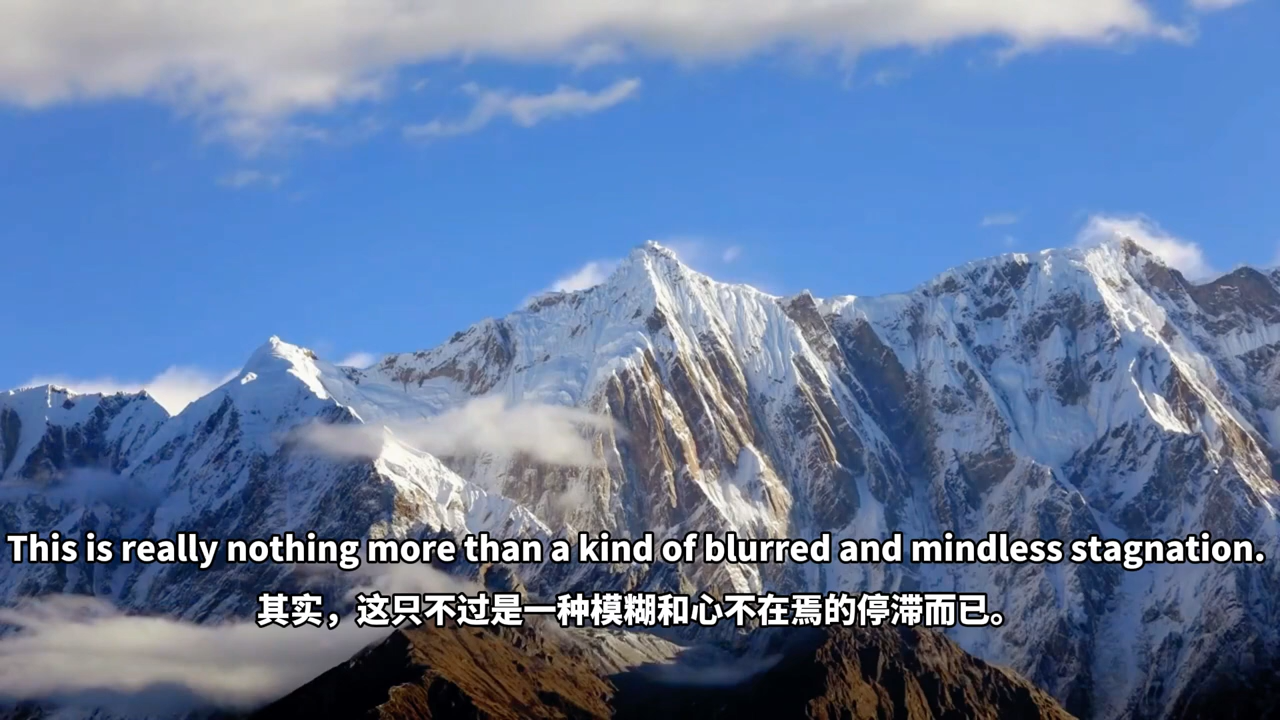 This is really nothing more than a kind of blurred and mindless stagnation.
其实，这只不过是一种模糊和心不在焉的停滞而已。